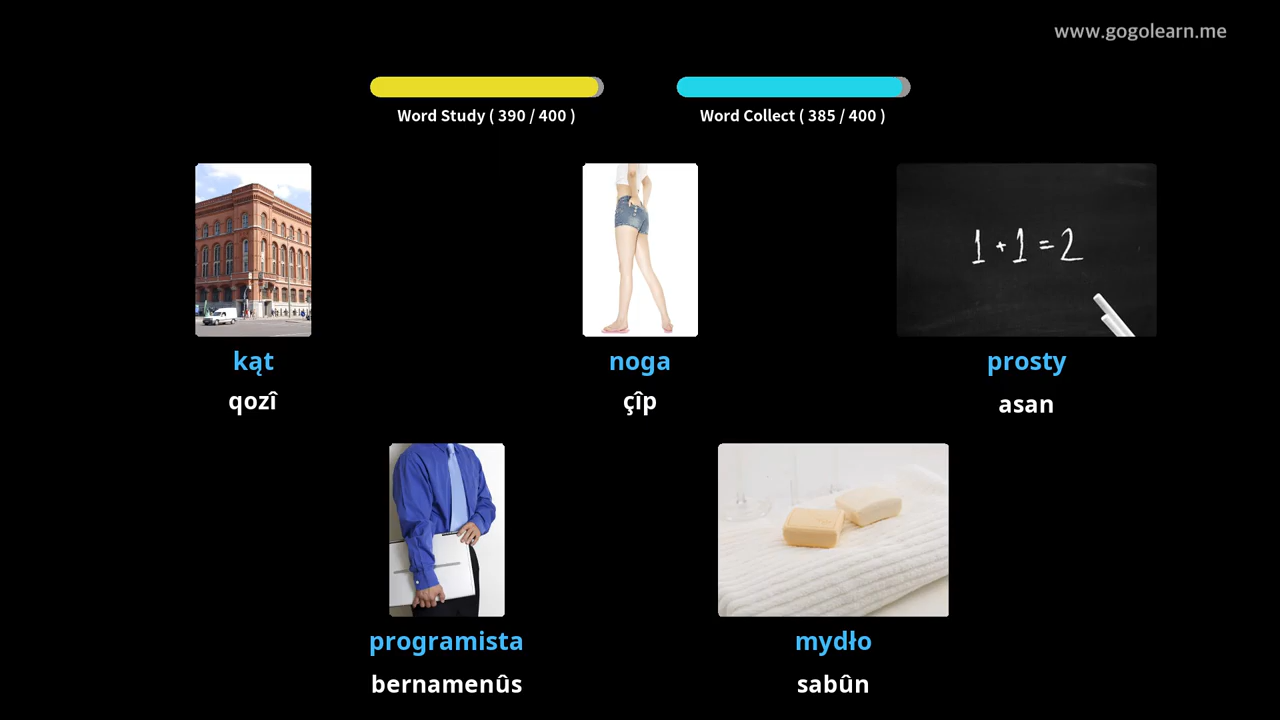 www.gogolearn.me
Word Study ( 390 / 400 )
Word Collect ( 385 / 400 )
1 + 1 = 2
kąt
noga
prosty
qozî
çîp
asan
programista
mydło
bernamenûs
sabûn